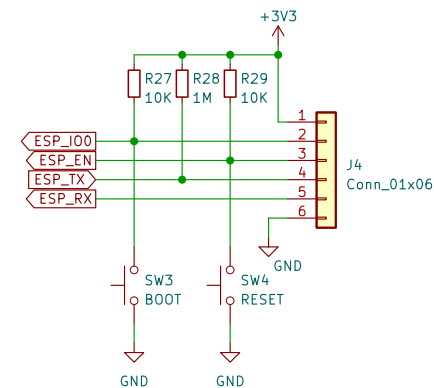 +3V3
R27 R28 R29
10K 1M 10K
1
ESP_IO0 2
ESP_EN 3
J4
ESP_TX 4
Conn_01x06
ESP_RX 5
6
GND
SW3 SW4
BOOT RESET
GND GND